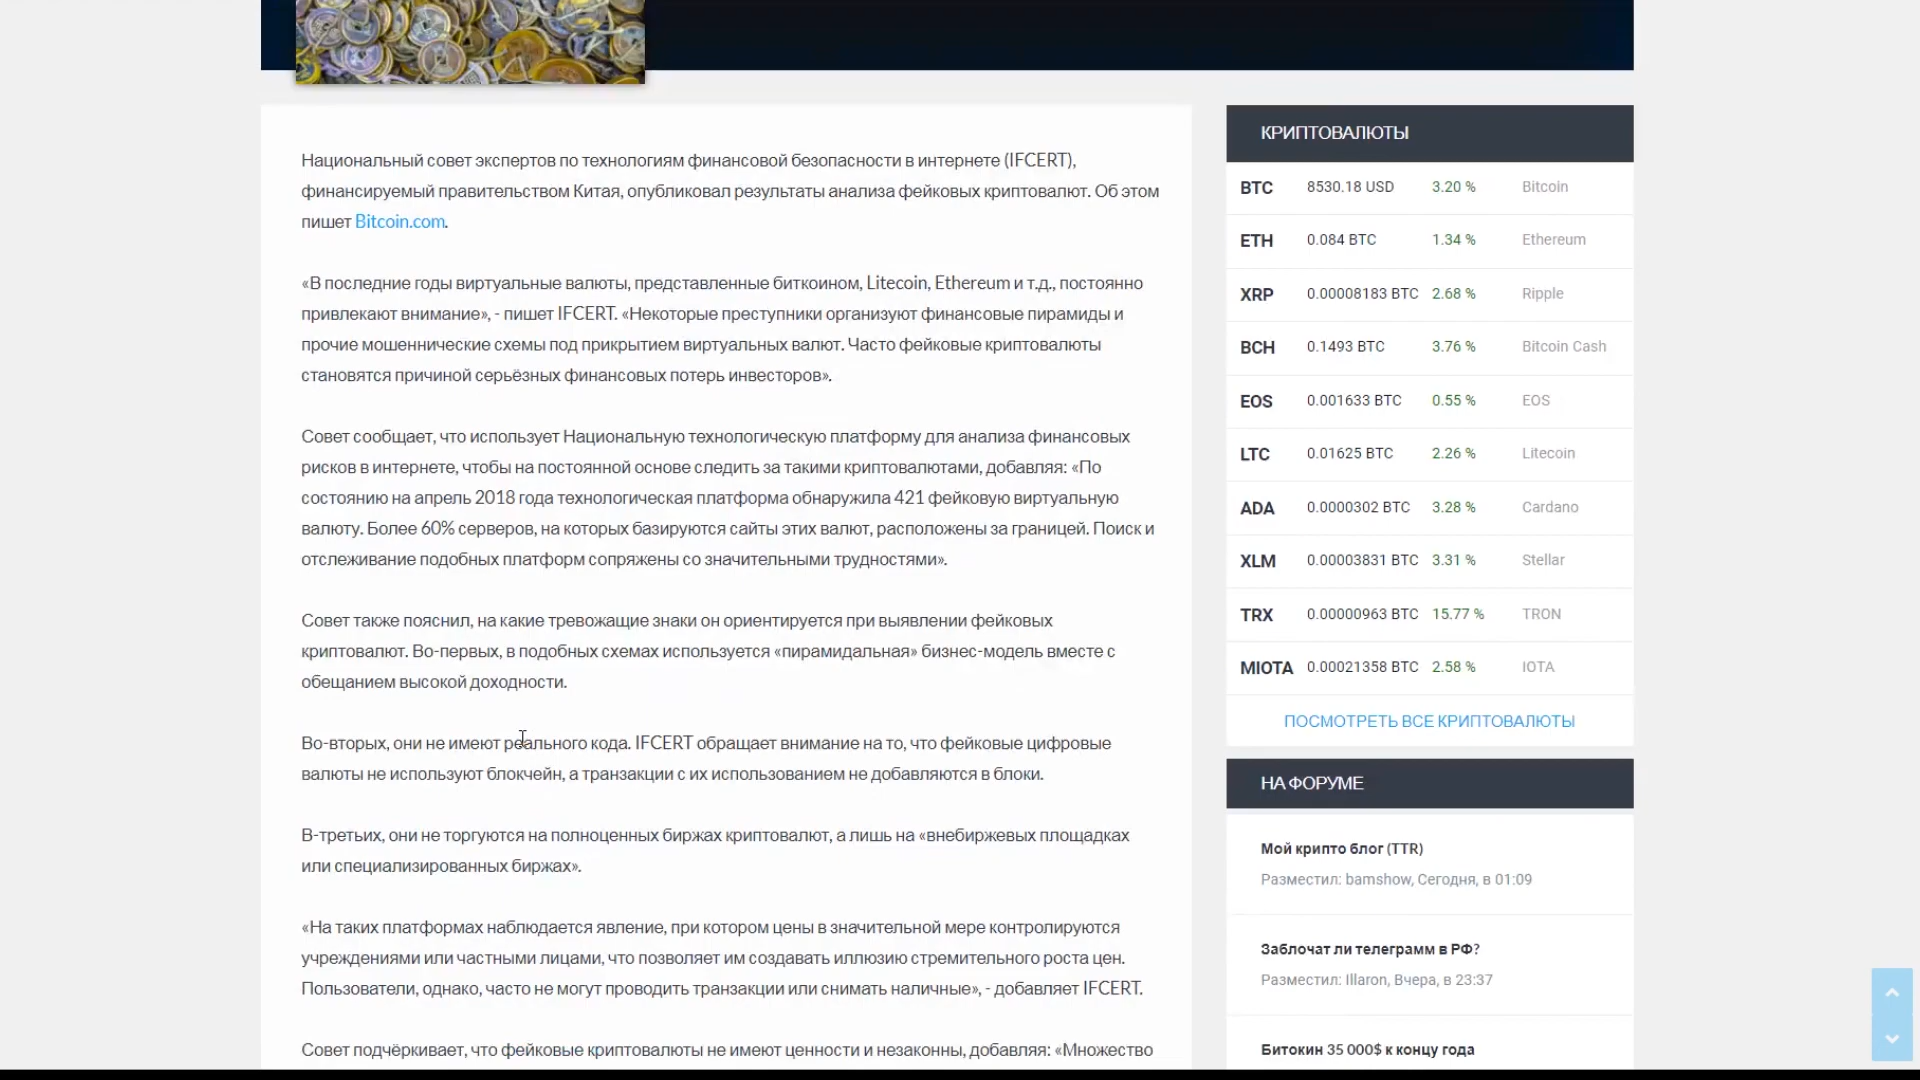 Национальный совет экспертов по технологиям финансовой безопасности в интернете (IFCERT),
финансируемый правительством Китая, опубликовал результаты анализа фейковых криптовалют. Об этом
пишет Bitcoin.com.
«В последние годы виртуальные валюты, представленные биткоином, Litecoin, Ethereum и т.д., постоянно
привлекают внимание», - пишет IFCERT. «Некоторые преступники организуют финансовые пирамиды и
прочие мошеннические схемы под прикрытием виртуальных валют. Часто фейковые криптовалюты
становятся причиной серьёзных финансовых потерь инвесторов».
Совет сообщает, что использует Национальную технологическую платформу для анализа финансовых
рисков в интернете, чтобы на постоянной основе следить за такими криптовалютами, добавляя: «По
состоянию на апрель 2018 года технологическая платформа обнаружила 421 фейковую виртуальную
валюту. Более 60% серверов, на которых базируются сайты этих валют, расположены за границей. Поиск и
отслеживание подобных платформ сопряжены со значительными трудностями».
Совет также пояснил, на какие тревожащие знаки он ориентируется при выявлении фейковых
криптовалют. Во-первых, в подобных схемах используется «пирамидальная» бизнес-модель вместе с
обещанием высокой доходности.
Во-вторых, они не имеют реального кода. IFCERT обращает внимание на то, что фейковые цифровые
валюты не используют блокчейн, а транзакции с их использованием не добавляются в блоки.
В-третьих, они не торгуются на полноценных биржах криптовалют, а лишь на «внебиржевых площадках
или специализированных биржах».
«На таких платформах наблюдается явление, при котором цены в значительной мере контролируются
учреждениями или частными лицами, что позволяет им создавать иллюзию стремительного роста цен.
Пользователи, однако, часто не могут проводить транзакции или снимать наличные», - добавляет IFCERT.
Совет подчёркивает, что фейковые криптовалюты не имеют ценности и незаконны, добавляя: «Множество
КРИПТОВАЛЮТЫ
BTC 8530.18 USD 3.20 % Bitcoin
ETH 0.084 BTC 1.34 % Ethereum
XRP 0.00008183 BTC 2.68 % Ripple
BCH 0.1493 BTC 3.76 % Bitcoin Cash
EOS 0.001633 BTC 0.55 % EOS
LTC 0.01625 BTC 2.26 % Litecoin
ADA 0.0000302 BTC 3.28 % Cardano
XLM 0.00003831 BTC 3.31 % Stellar
TRX 0.00000963 BTC 15.77 % TRON
MIOTA 0.00021358 BTC 2.58 % IOTA
ПОСМОТРЕТЬ ВСЕ КРИПТОВАЛЮТЫ
НА ФОРУМЕ
Мой крипто блог (TTR)
Разместил: bamshow, Сегодня, в 01:09
Заблочат ли телеграмм в РФ?
Разместил: Illaron, Вчера, в 23:37
Битокин 35 000$ к концу года